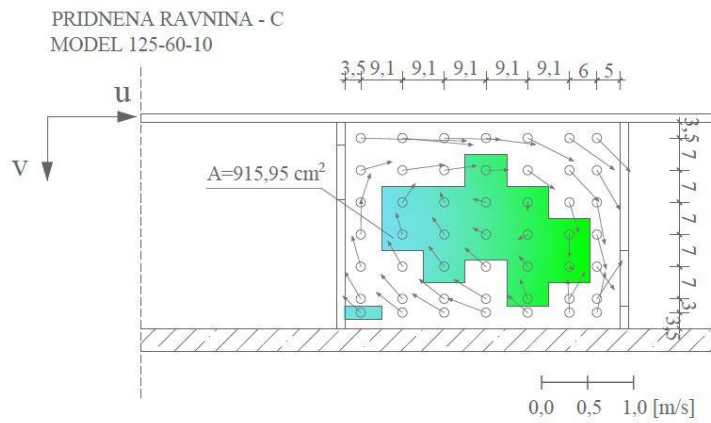 PRIDNENA RAVNINA - C
MODEL 125-60-10
3,5 9,1 9,1 9,1 9,1 9,1 6 5
u
v
A=915,95 cm²
3,5
7
7
7
7
3
3,5
0,0 0,5 1,0 [m/s]